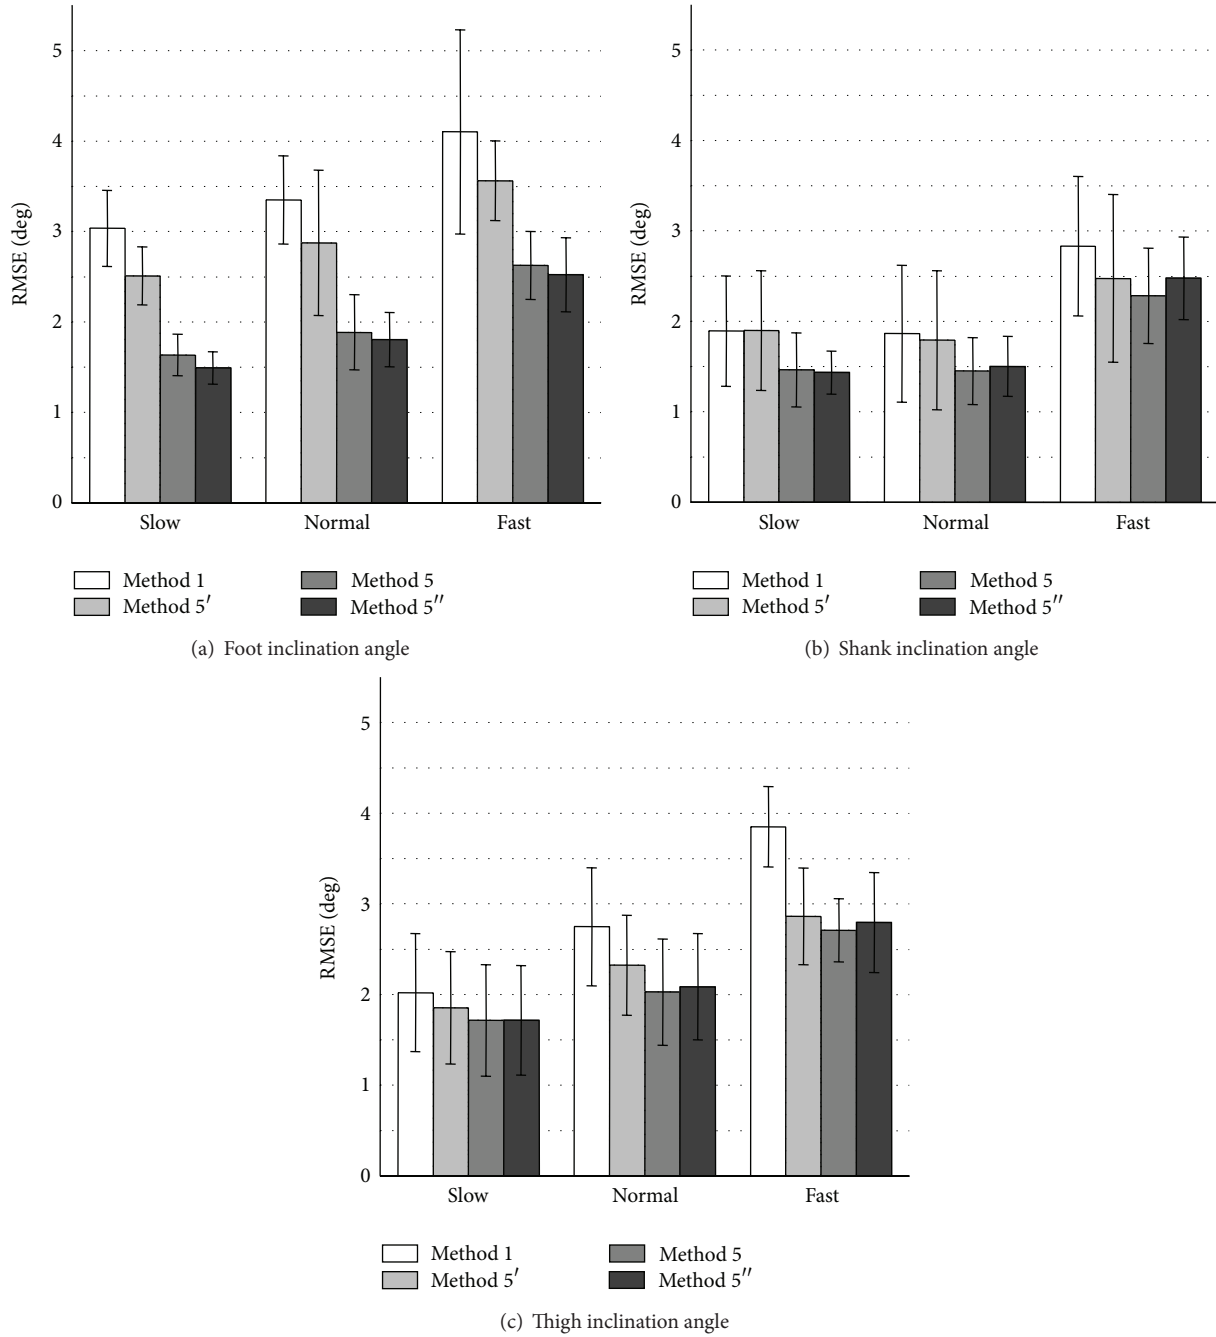 5
4
3
2
1
0
RMSE (deg)
Slow Normal Fast
Method 1 Method 5
Method 5′ Method 5″
(a) Foot inclination angle
5
4
3
2
1
0
RMSE (deg)
Slow Normal Fast
Method 1 Method 5
Method 5′ Method 5″
(b) Shank inclination angle
5
4
3
2
1
0
RMSE (deg)
Slow Normal Fast
Method 1 Method 5
Method 5′ Method 5″
(c) Thigh inclination angle